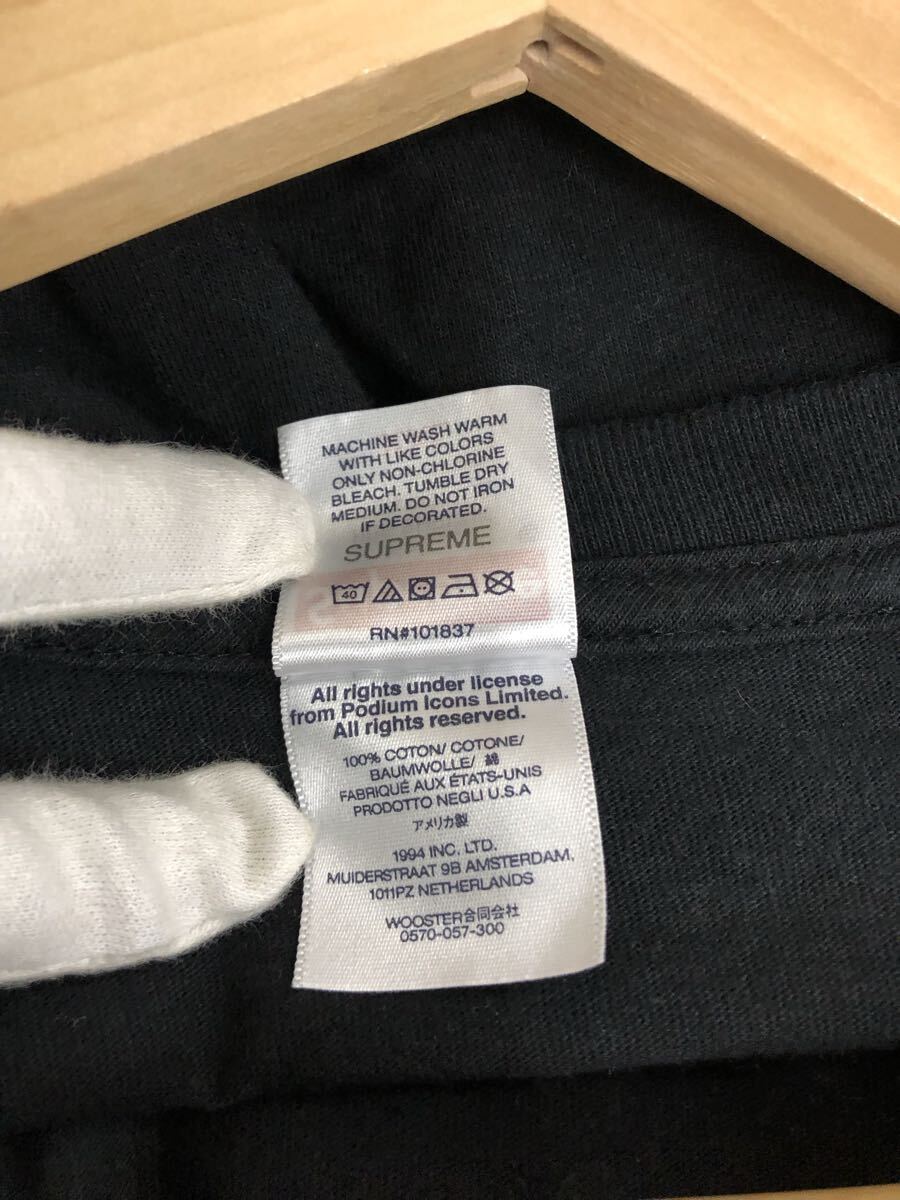 MACHINE WASH WARM
WITH LIKE COLORS
ONLY NON-CHLORINE
BLEACH. TUMBLE DRY
MEDIUM. DO NOT IRON
IF DECORATED.
SUPREME
40
RN#101837
All rights under license
from Podium Icons Limited.
All rights reserved.
100% COTON/ COTONE/
BAUMWOLLE/ 綿
FABRIQUÉ AUX ÉTATS-UNIS
PRODOTTO NEGLI U.S.A
アメリカ製
1994 INC. LTD.
MUIDERSTRAAT 9B AMSTERDAM,
1011PZ NETHERLANDS
WOOSTER合同会社
0570-057-300